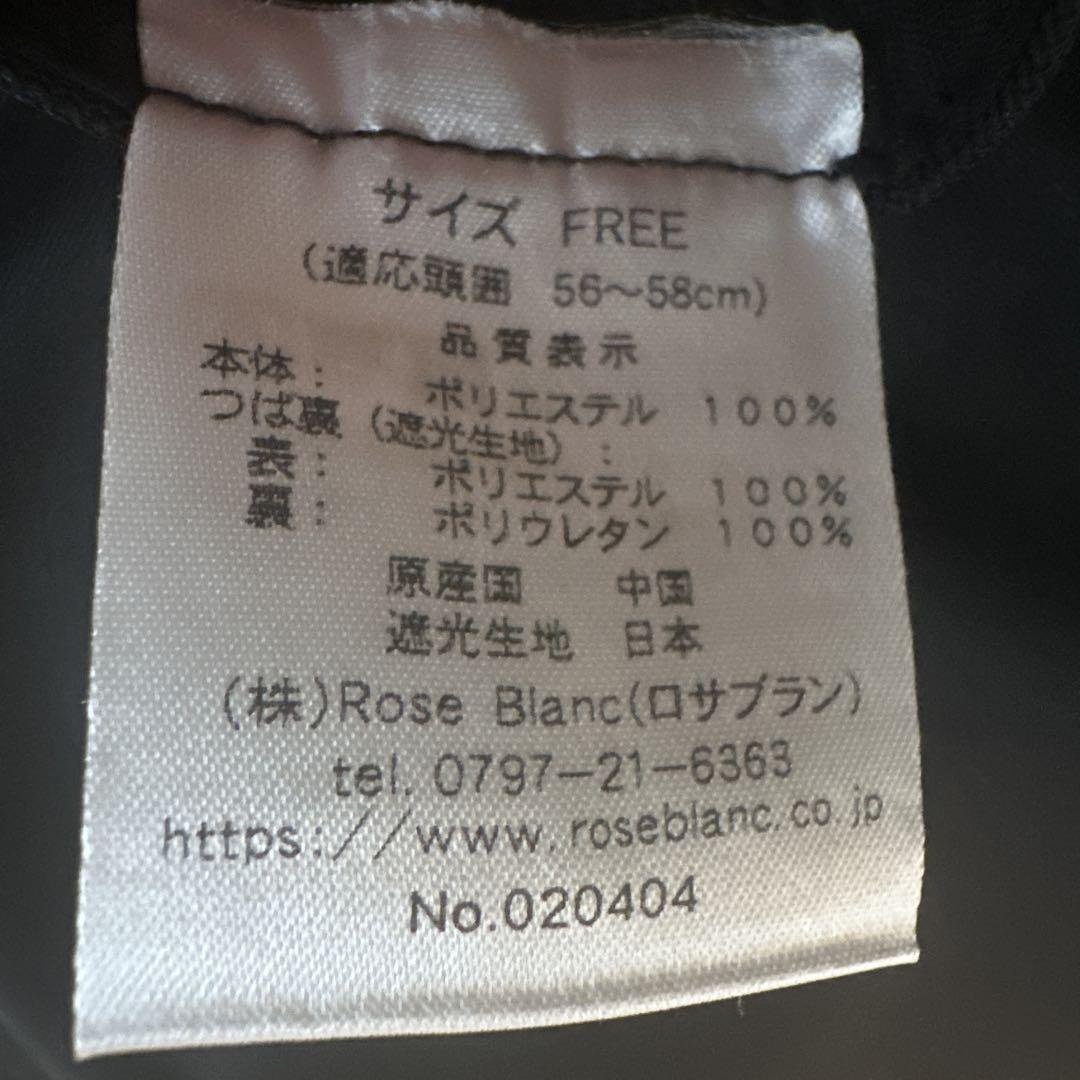 サイズ FREE
(適応頭囲 56〜58cm)
品質表示
本体: ポリエステル 100%
つば裏(遮光生地):
表: ポリエステル 100%
裏: ポリウレタン 100%
原産国 中国
遮光生地 日本
(株)Rose Blanc(ロサブラン)
tel. 0797-21-6363
https://www.roseblanc.co jp
No.020404